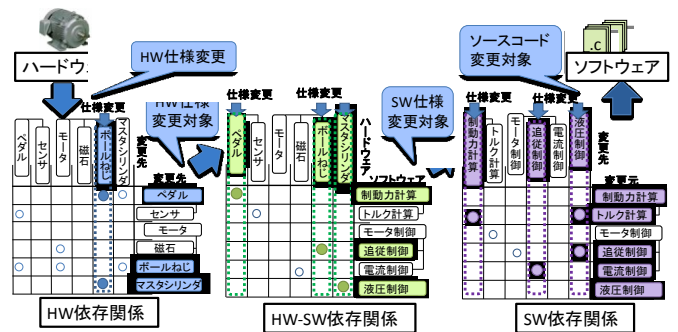 ハードウェ
HW仕様変更
仕様変更
HW仕様
変更対象
ペダル
センサ
モータ
磁石
ボールねじ
マスタシリンダ
変更先
変更先
ペダル
センサ
モータ
磁石
ボールねじ
マスタシリンダ
HW依存関係
仕様変更
ペダル
センサ
モータ
磁石
ボールねじ
マスタシリンダ
ハードウェア
ソフトウェア
制動力計算
トルク計算
モータ制御
追従制御
電流制御
液圧制御
HW-SW依存関係
SW仕様
変更対象
ソースコード
変更対象
.C
ソフトウェア
仕様変更
仕様変更
制動力計算
トルク計算
モータ制御
追従制御
電流制御
液圧制御
変更先
変更元
制動力計算
トルク計算
モータ制御
追従制御
電流制御
液圧制御
SW依存関係